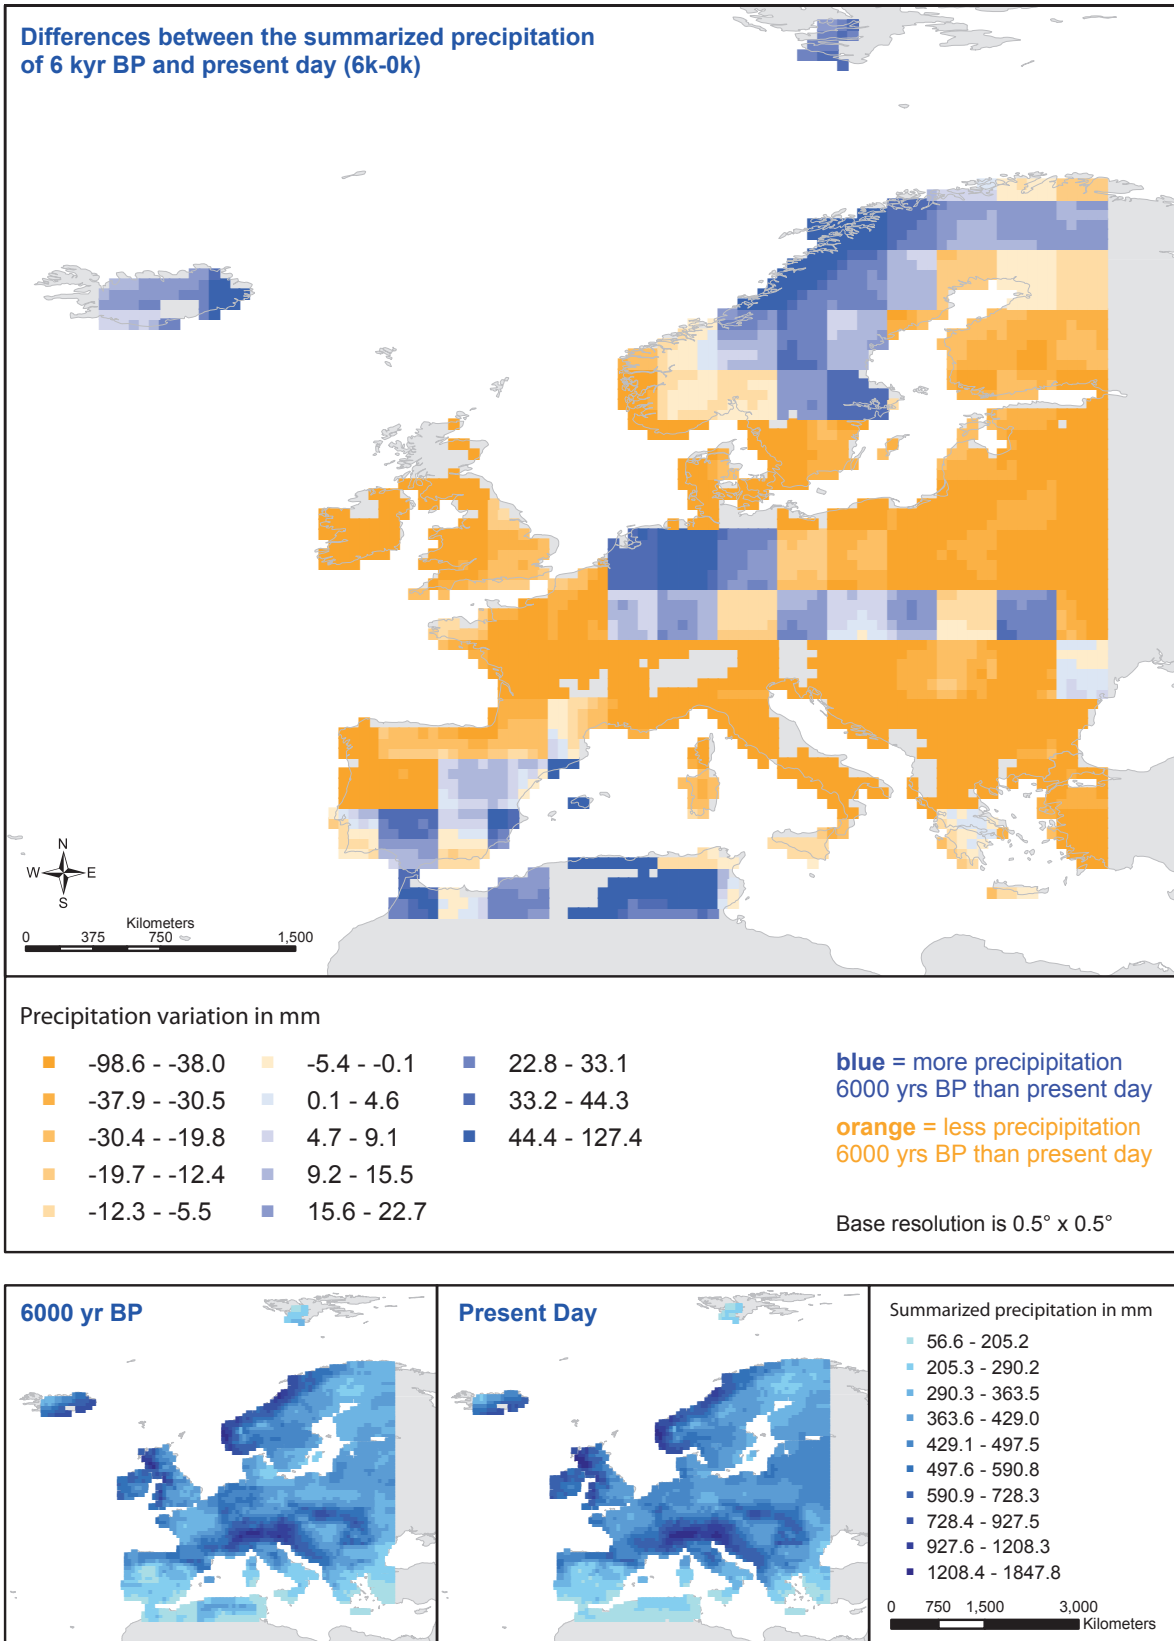 Differences between the summarized precipitation
of 6 kyr BP and present day (6k-0k)
N
W E
S
Kilometers
0 375 750 1,500
Precipitation variation in mm
-98.6 - -38.0
-37.9 - -30.5
-30.4 - -19.8
-19.7 - -12.4
-12.3 - -5.5
-5.4 - -0.1
0.1 - 4.6
4.7 - 9.1
9.2 - 15.5
15.6 - 22.7
22.8 - 33.1
33.2 - 44.3
44.4 - 127.4
blue = more precipipitation
6000 yrs BP than present day
orange = less precipipitation
6000 yrs BP than present day
Base resolution is 0.5° x 0.5°
6000 yr BP
Present Day
Summarized precipitation in mm
56.6 - 205.2
205.3 - 290.2
290.3 - 363.5
363.6 - 429.0
429.1 - 497.5
497.6 - 590.8
590.9 - 728.3
728.4 - 927.5
927.6 - 1208.3
1208.4 - 1847.8
0 750 1,500 3,000
Kilometers